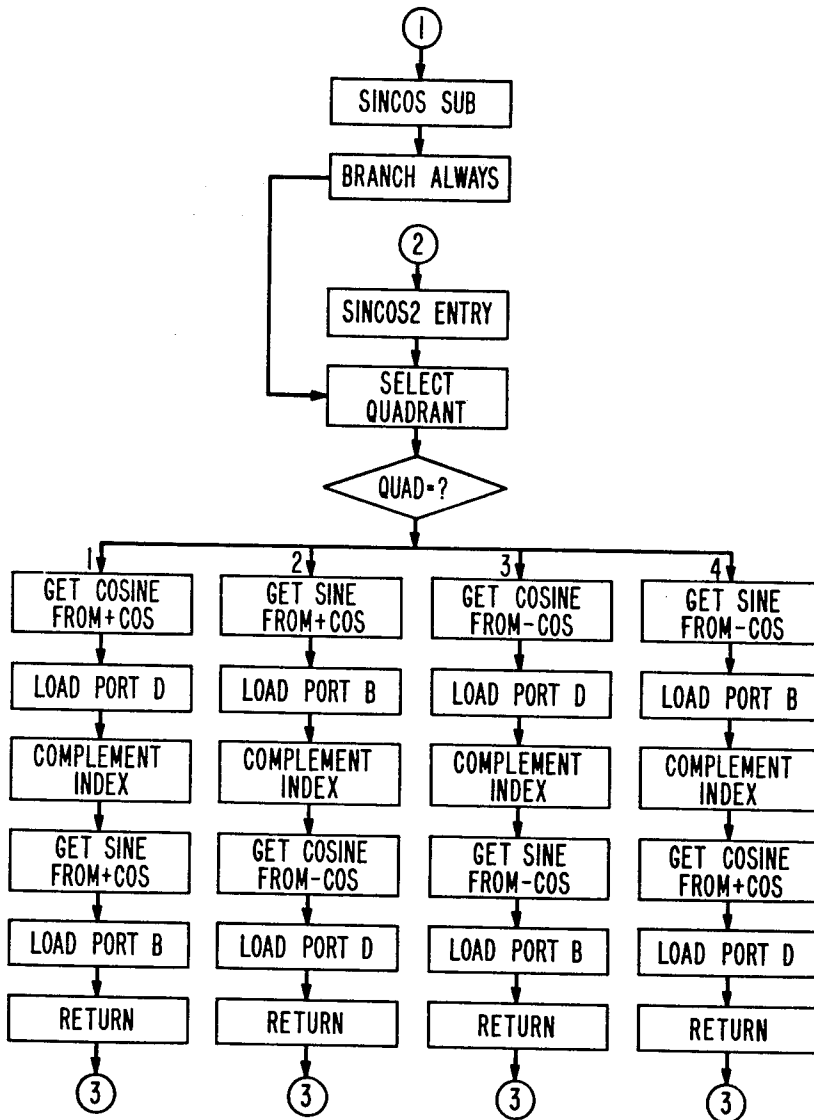 1
SINCOS SUB
BRANCH ALWAYS
2
SINCOS2 ENTRY
SELECT
QUADRANT
QUAD=?
1
GET COSINE
FROM+COS
LOAD PORT D
COMPLEMENT
INDEX
GET SINE
FROM+COS
LOAD PORT B
RETURN
3
2
GET SINE
FROM+COS
LOAD PORT B
COMPLEMENT
INDEX
GET COSINE
FROM-COS
LOAD PORT D
RETURN
3
3
GET COSINE
FROM-COS
LOAD PORT D
COMPLEMENT
INDEX
GET SINE
FROM-COS
LOAD PORT B
RETURN
3
4
GET SINE
FROM-COS
LOAD PORT B
COMPLEMENT
INDEX
GET COSINE
FROM+COS
LOAD PORT D
RETURN
3